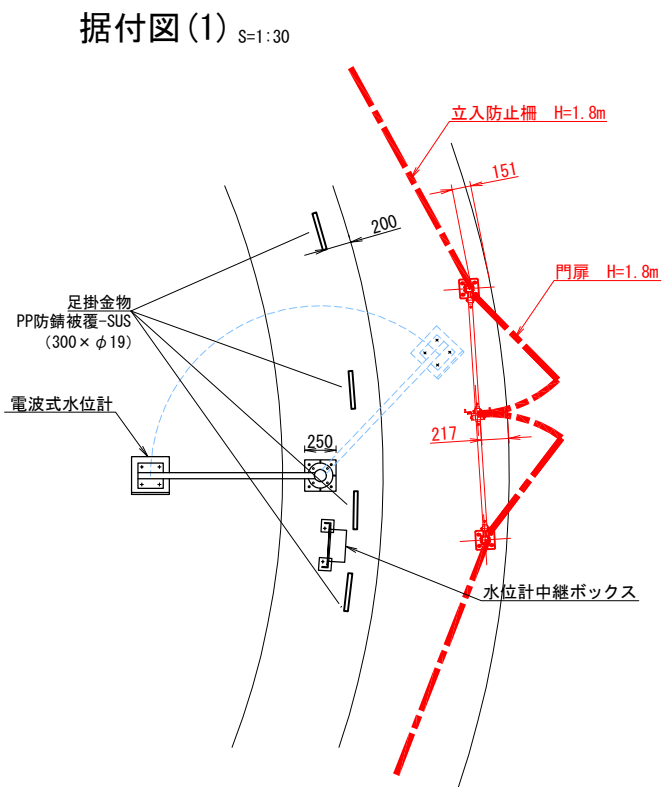 据付図(1) S=1:30
立入防止柵 H=1.8m
151
200
門扉 H=1.8m
足掛金物
PP防錆被覆-SUS
(300×φ19)
電波式水位計
250
217
水位計中継ボックス